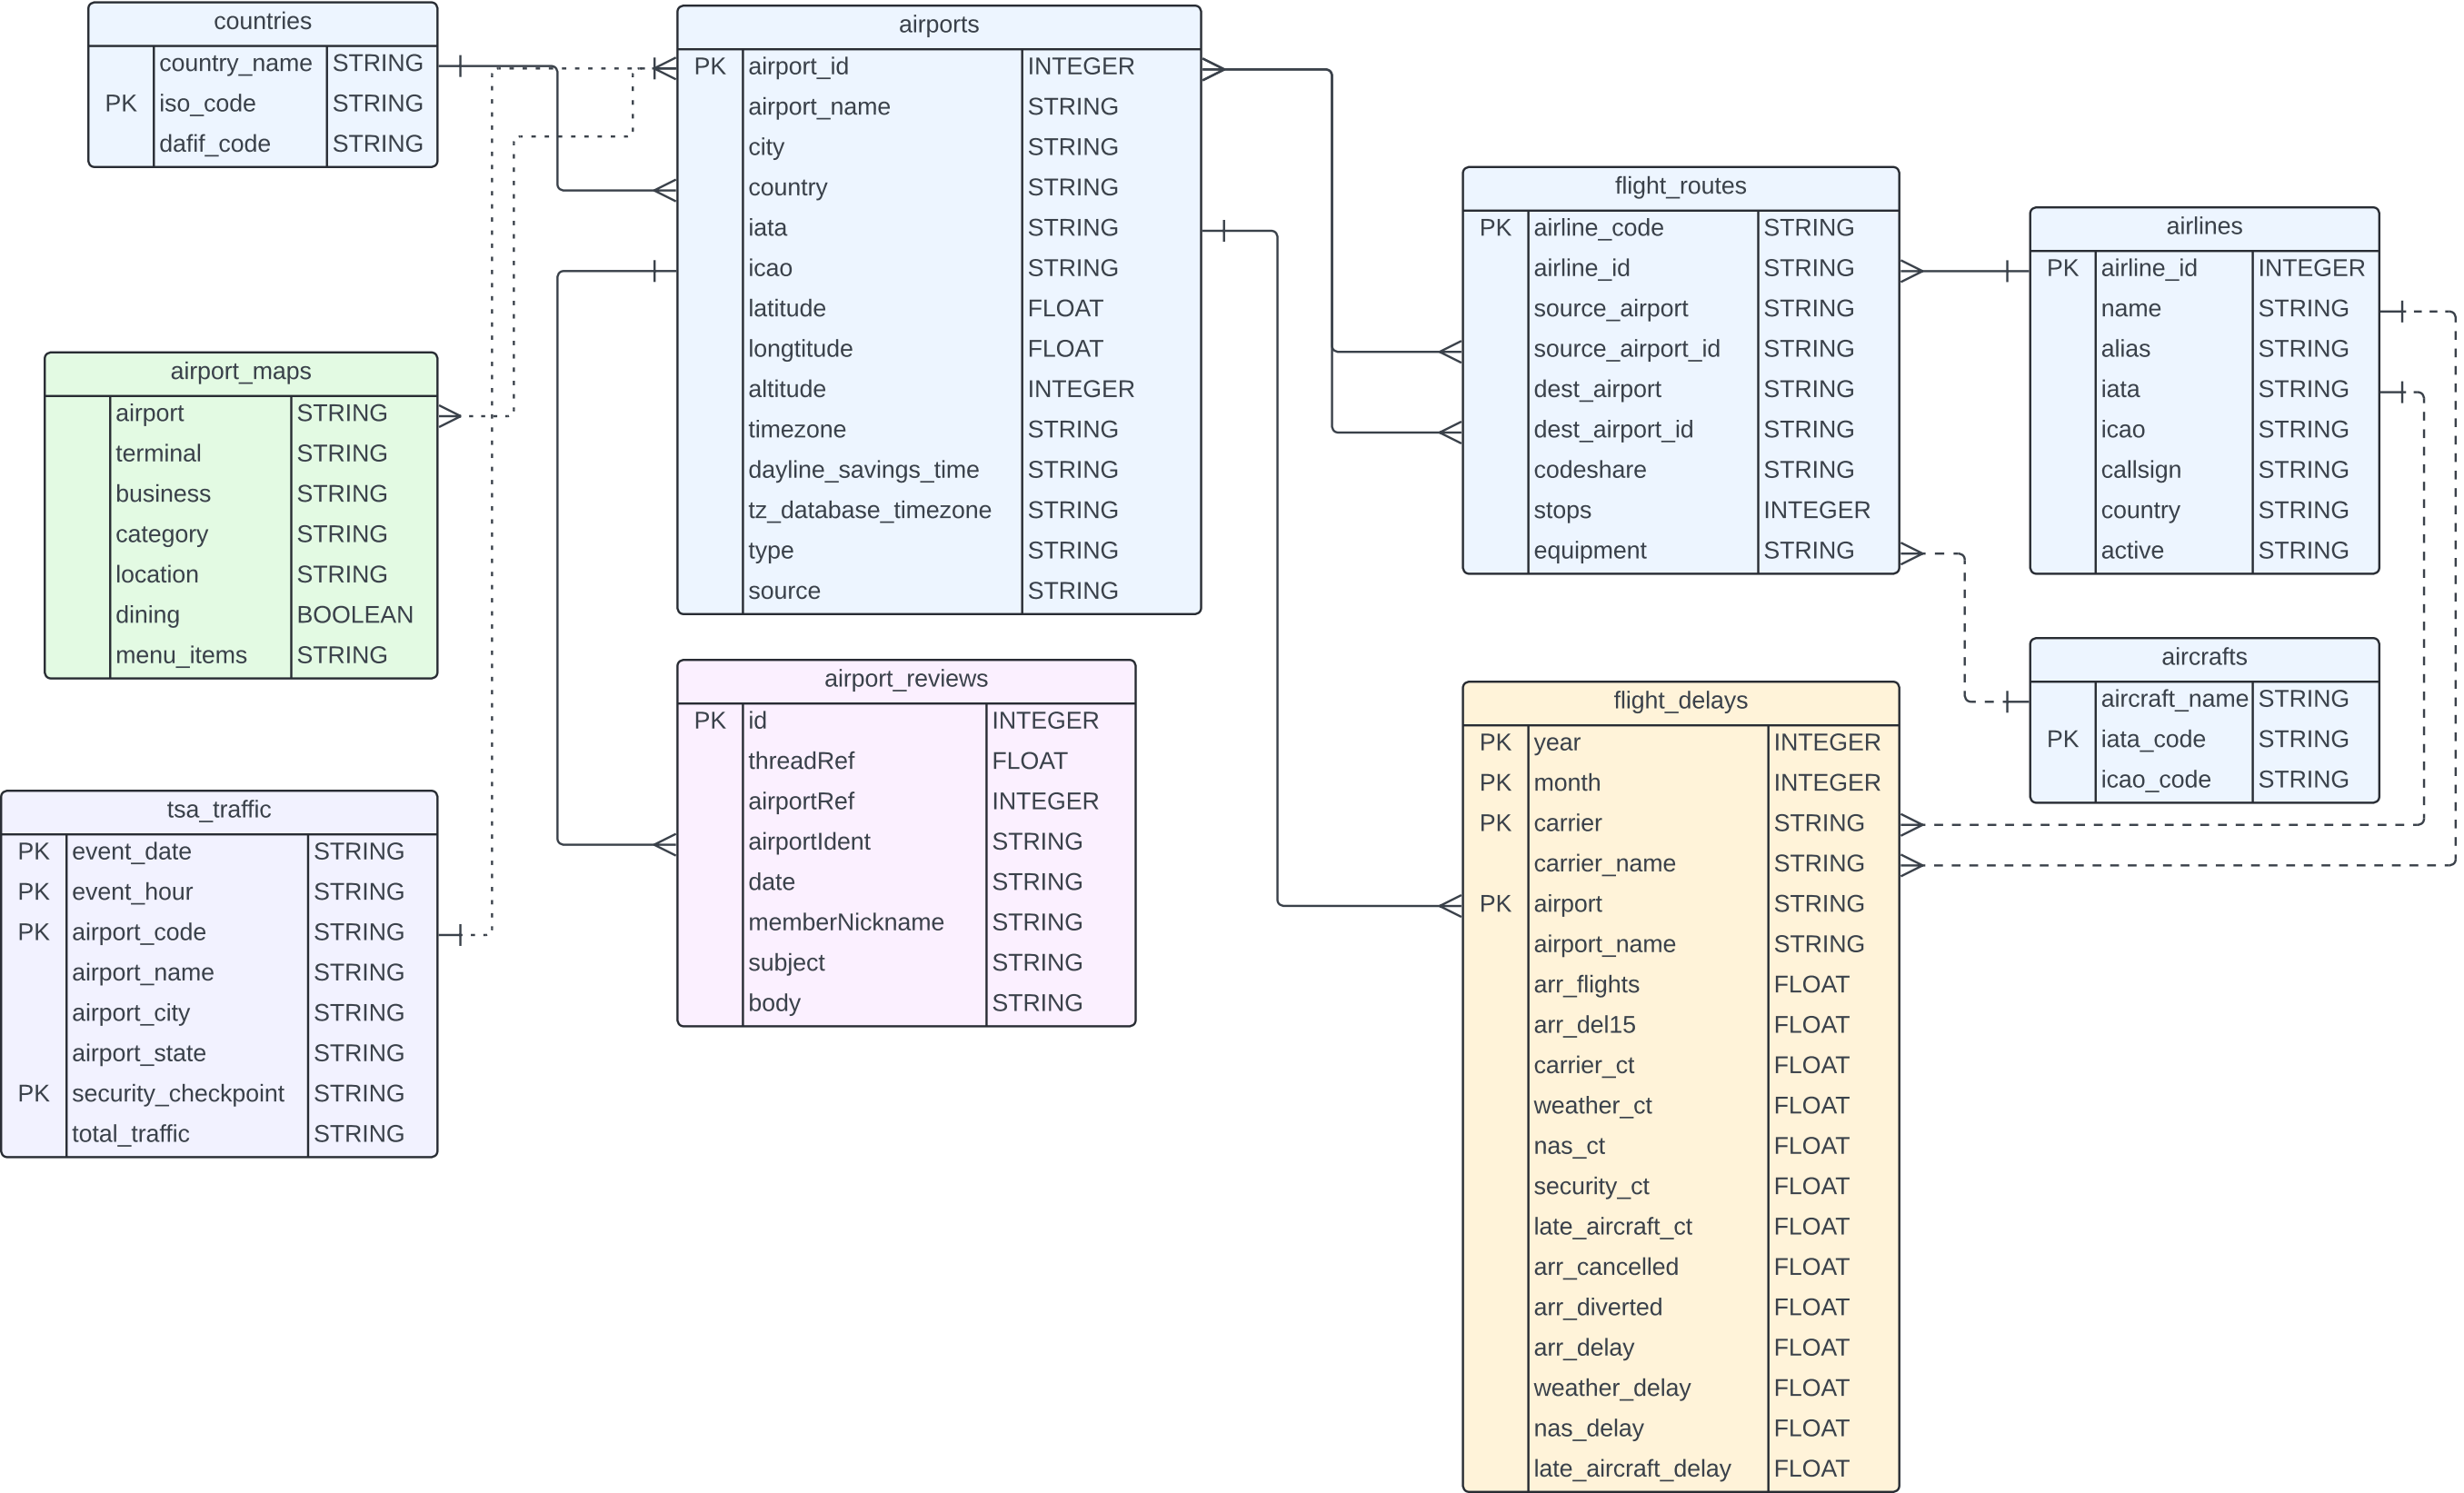 countries
country_name STRING
PK iso_code STRING
dafif_code STRING
airports
PK airport_id INTEGER
airport_name STRING
city STRING
country STRING
iata STRING
icao STRING
latitude FLOAT
longtitude FLOAT
altitude INTEGER
timezone STRING
dayline_savings_time STRING
tz_database_timezone STRING
type STRING
source STRING
flight_routes
PK airline_code STRING
airline_id STRING
source_airport STRING
source_airport_id STRING
dest_airport STRING
dest_airport_id STRING
codeshare STRING
stops INTEGER
equipment STRING
airlines
PK airline_id INTEGER
name STRING
alias STRING
iata STRING
icao STRING
callsign STRING
country STRING
active STRING
airport_maps
airport STRING
terminal STRING
business STRING
category STRING
location STRING
dining BOOLEAN
menu_items STRING
airport_reviews
PK id INTEGER
threadRef FLOAT
airportRef INTEGER
airportIdent STRING
date STRING
memberNickname STRING
subject STRING
body STRING
aircrafts
aircraft_name STRING
PK iata_code STRING
icao_code STRING
flight_delays
PK year INTEGER
PK month INTEGER
PK carrier STRING
carrier_name STRING
PK airport STRING
airport_name STRING
arr_flights FLOAT
arr_del15 FLOAT
carrier_ct FLOAT
weather_ct FLOAT
nas_ct FLOAT
security_ct FLOAT
late_aircraft_ct FLOAT
arr_cancelled FLOAT
arr_diverted FLOAT
arr_delay FLOAT
weather_delay FLOAT
nas_delay FLOAT
late_aircraft_delay FLOAT
tsa_traffic
PK event_date STRING
PK event_hour STRING
PK airport_code STRING
airport_name STRING
airport_city STRING
airport_state STRING
PK security_checkpoint STRING
total_traffic STRING